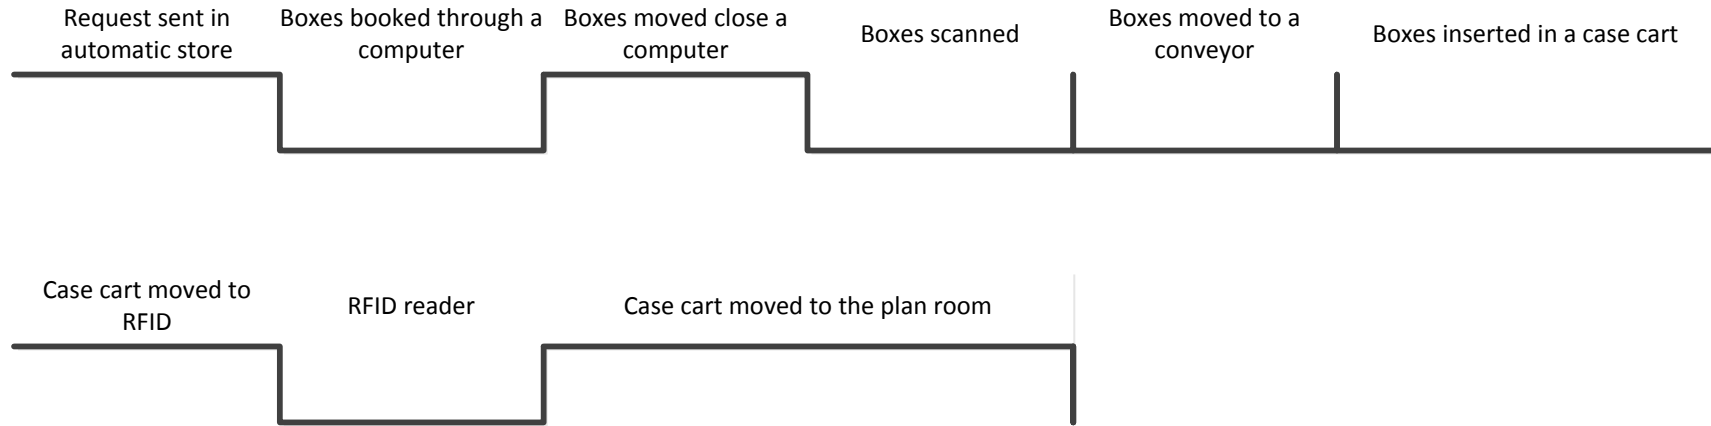 Request sent in
automatic store
Boxes booked through a
computer
Boxes moved close a
computer
Boxes scanned
Boxes moved to a
conveyor
Boxes inserted in a case cart
Case cart moved to
RFID
RFID reader
Case cart moved to the plan room